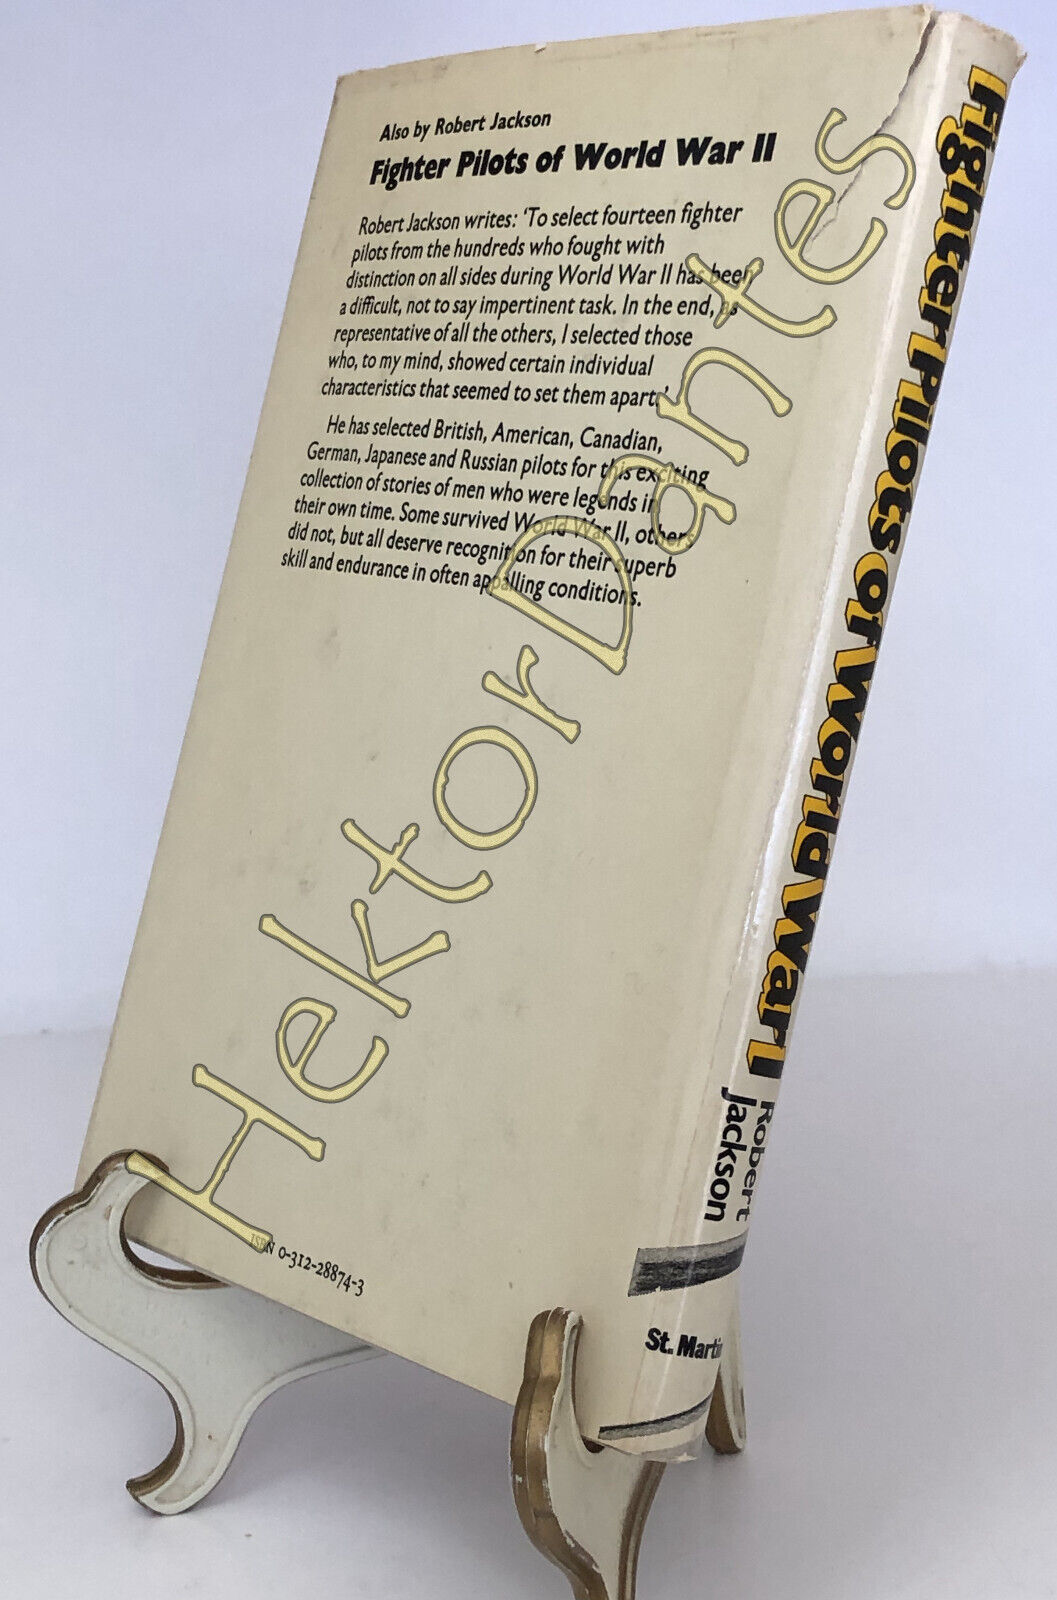 Also by Robert Jackson
Fighter Pilots of World War II
Robert Jackson writes: 'To select fourteen fighter
pilots from the hundreds who fought with
distinction on all sides during World War II has been
a difficult, not to say impertinent task. In the end, as
representative of all the others, I selected those
who, to my mind, showed certain individual
characteristics that seemed to set them apart.'
He has selected British, American, Canadian,
German, Japanese and Russian pilots for this exciting
collection of stories of men who were legends in
their own time. Some survived World War II, others
did not, but all deserve recognition for their superb
skill and endurance in often appalling conditions.
ISBN 0-312-28874-3
Fighter Pilots of World War I
Robert
Jackson
St. Martin
HektorDantes